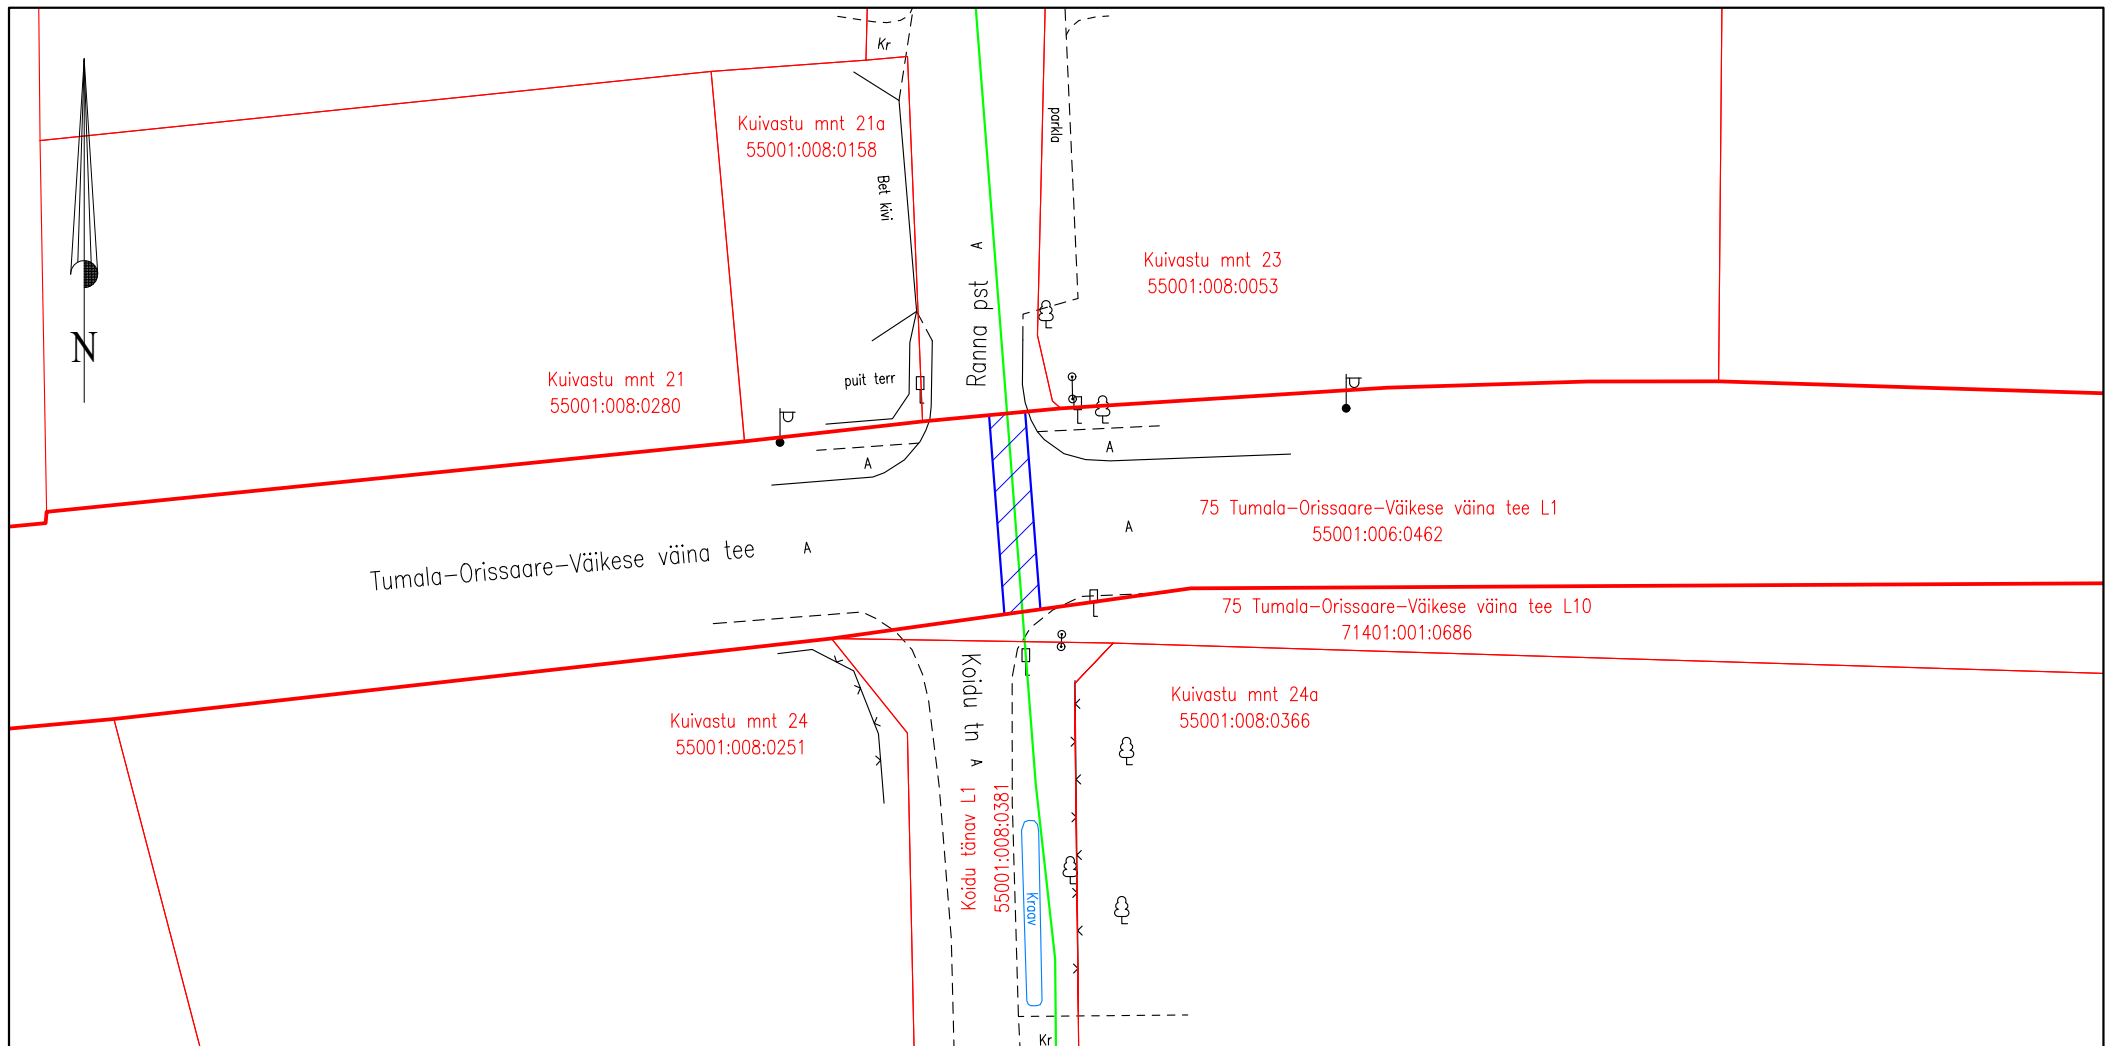 Kr
parkla
Kuivastu mnt 21a
55001:008:0158
Bet kivi
A
Kuivastu mnt 23
55001:008:0053
Ranna pst
N
Kuivastu mnt 21
55001:008:0280
puit terr
A
A
75 Tumala-Orissaare-Väikese väina tee L1
55001:006:0462
A
Tumala-Orissaare-Väikese väina tee
A
75 Tumala-Orissaare-Väikese väina tee L10
71401:001:0686
Koidu tn
A
Kuivastu mnt 24
55001:008:0251
Kuivastu mnt 24a
55001:008:0366
Koidu tänav L1
55001:008:0381
Kraav
Kr